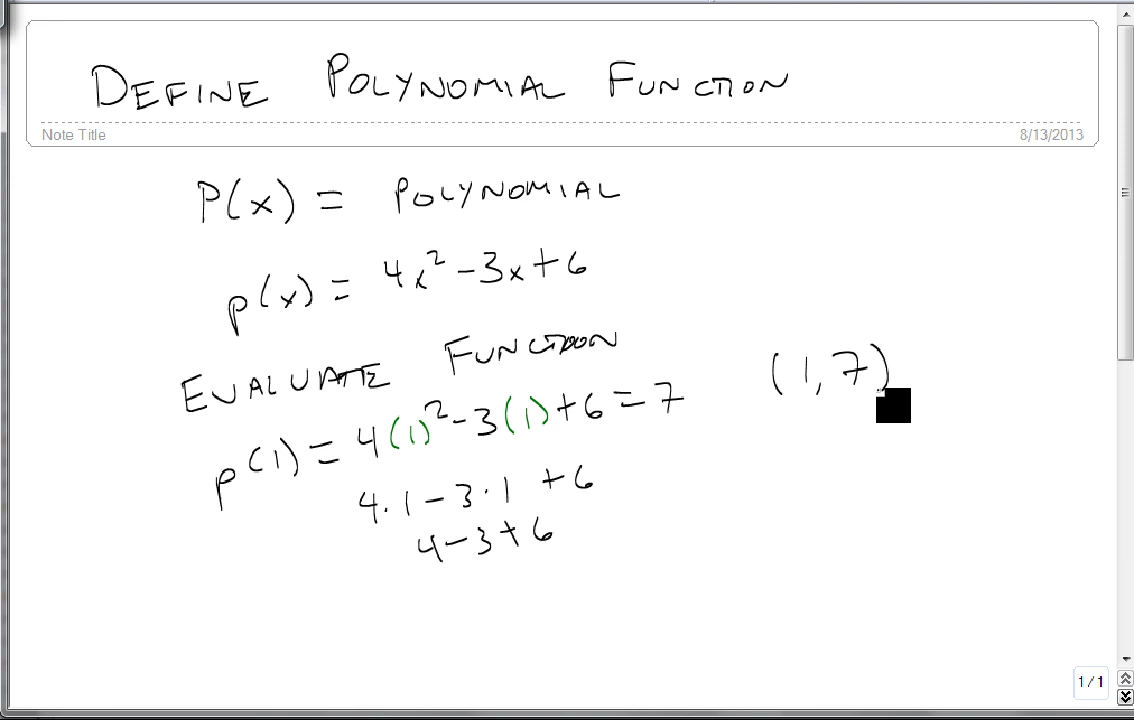 DEFINE POLYNOMIAL FUNCTION
Note Title
8/13/2013
P(x) = POLYNOMIAL
p(x) = 4x² - 3x + 6
EVALUATE FUNCTION
p(1) = 4(1)² - 3(1) + 6 = 7
(1, 7)
4·1 - 3·1 + 6
4 - 3 + 6
1 / 1